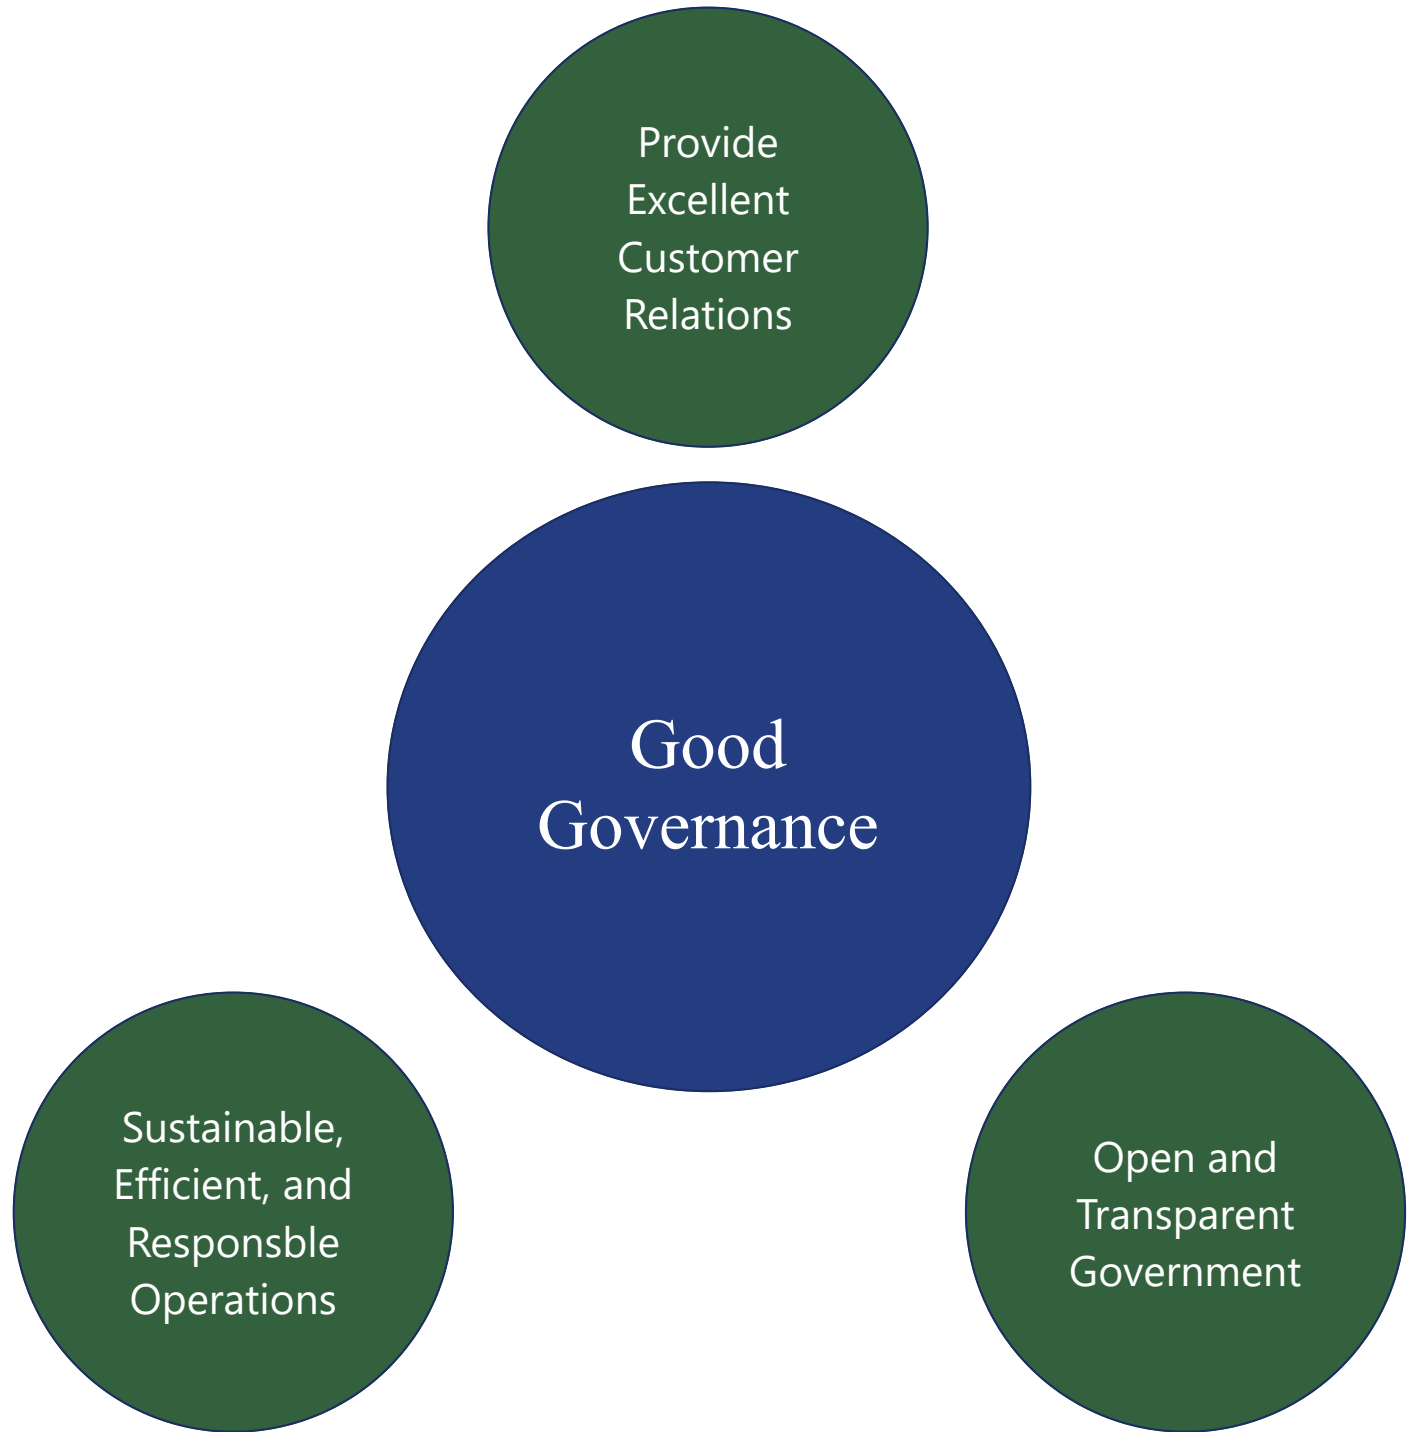 Provide
Excellent
Customer
Relations
Good
Governance
Sustainable,
Efficient, and
Responsble
Operations
Open and
Transparent
Government